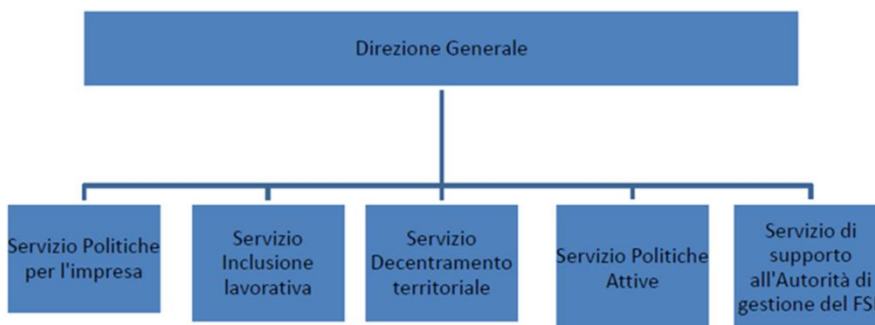 Direzione Generale
Servizio Politiche
per l'impresa
Servizio
Inclusione
lavorativa
Servizio
Decentramento
territoriale
Servizio Politiche
Attive
Servizio di
supporto
all'Autorità di
gestione del